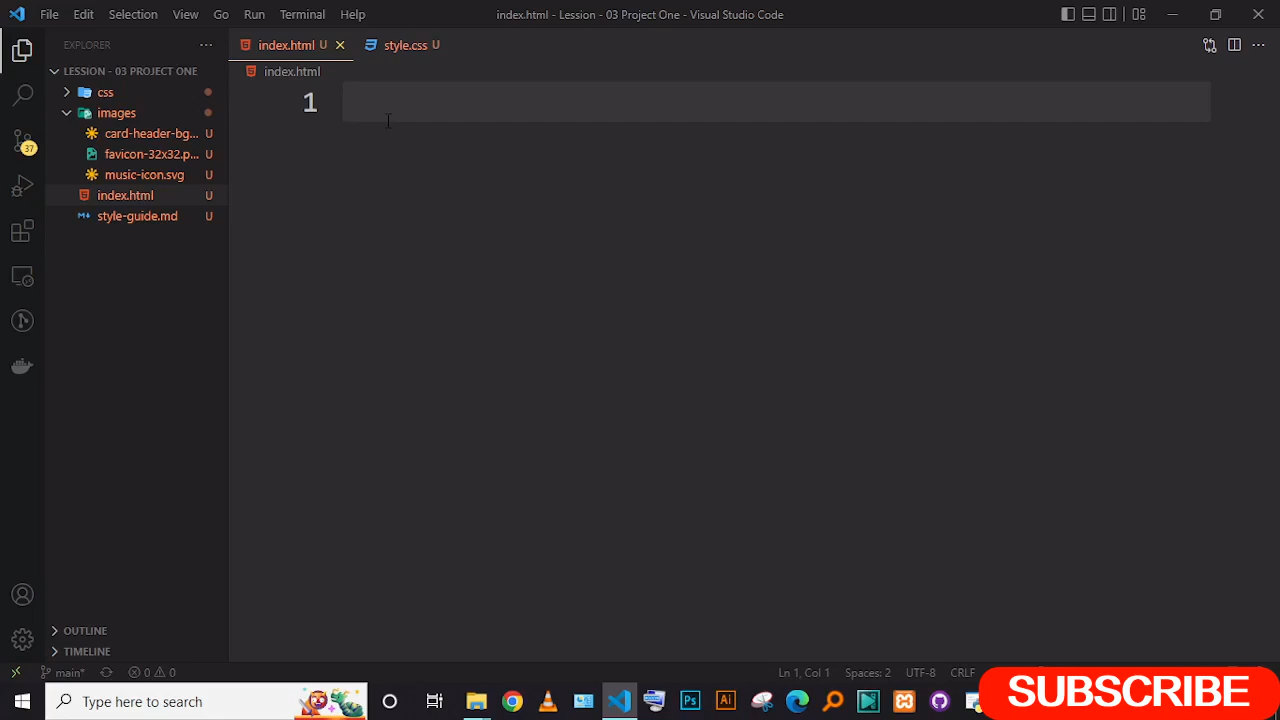 File Edit Selection View Go Run Terminal Help index.html - Lession - 03 Project One - Visual Studio Code
EXPLORER
index.html U
style.css U
LESSION - 03 PROJECT ONE
index.html
css
images
card-header-bg... U
favicon-32x32.p... U
music-icon.svg U
index.html U
style-guide.md U
1
37
OUTLINE
TIMELINE
main* 0 0 Ln 1, Col 1 Spaces: 2 UTF-8 CRLF
Type here to search
Ps
Ai
SUBSCRIBE